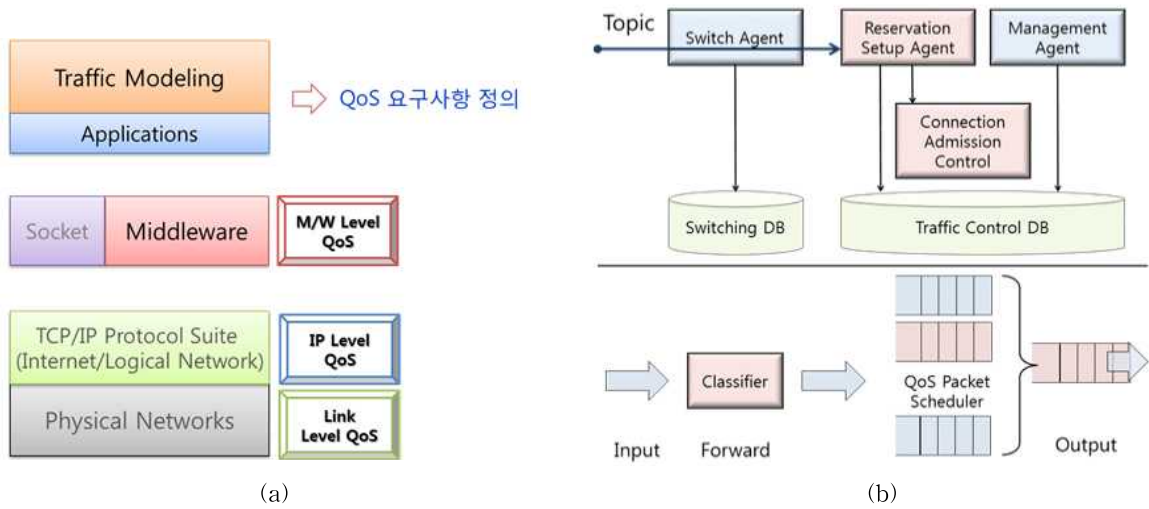 Traffic Modeling
Applications
QoS 요구사항 정의
Socket
Middleware
M/W Level
QoS
TCP/IP Protocol Suite
(Internet/Logical Network)
IP Level
QoS
Physical Networks
Link
Level QoS
(a)
Topic
Switch Agent
Reservation
Setup Agent
Management
Agent
Connection
Admission
Control
Switching DB
Traffic Control DB
Classifier
QoS Packet
Scheduler
Input
Forward
Output
(b)